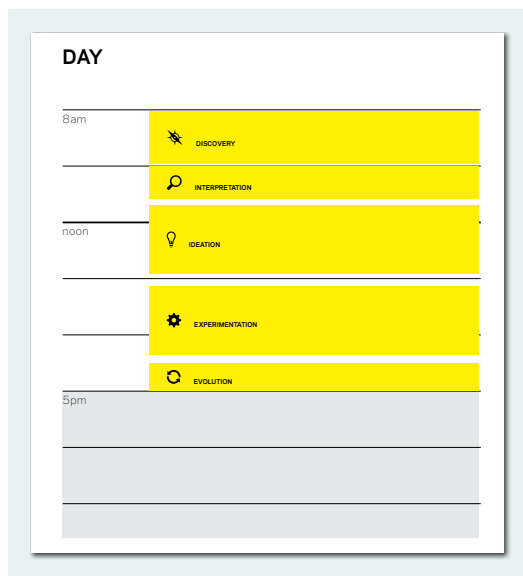 DAY
8am
DISCOVERY
INTERPRETATION
noon
IDEATION
EXPERIMENTATION
EVOLUTION
5pm